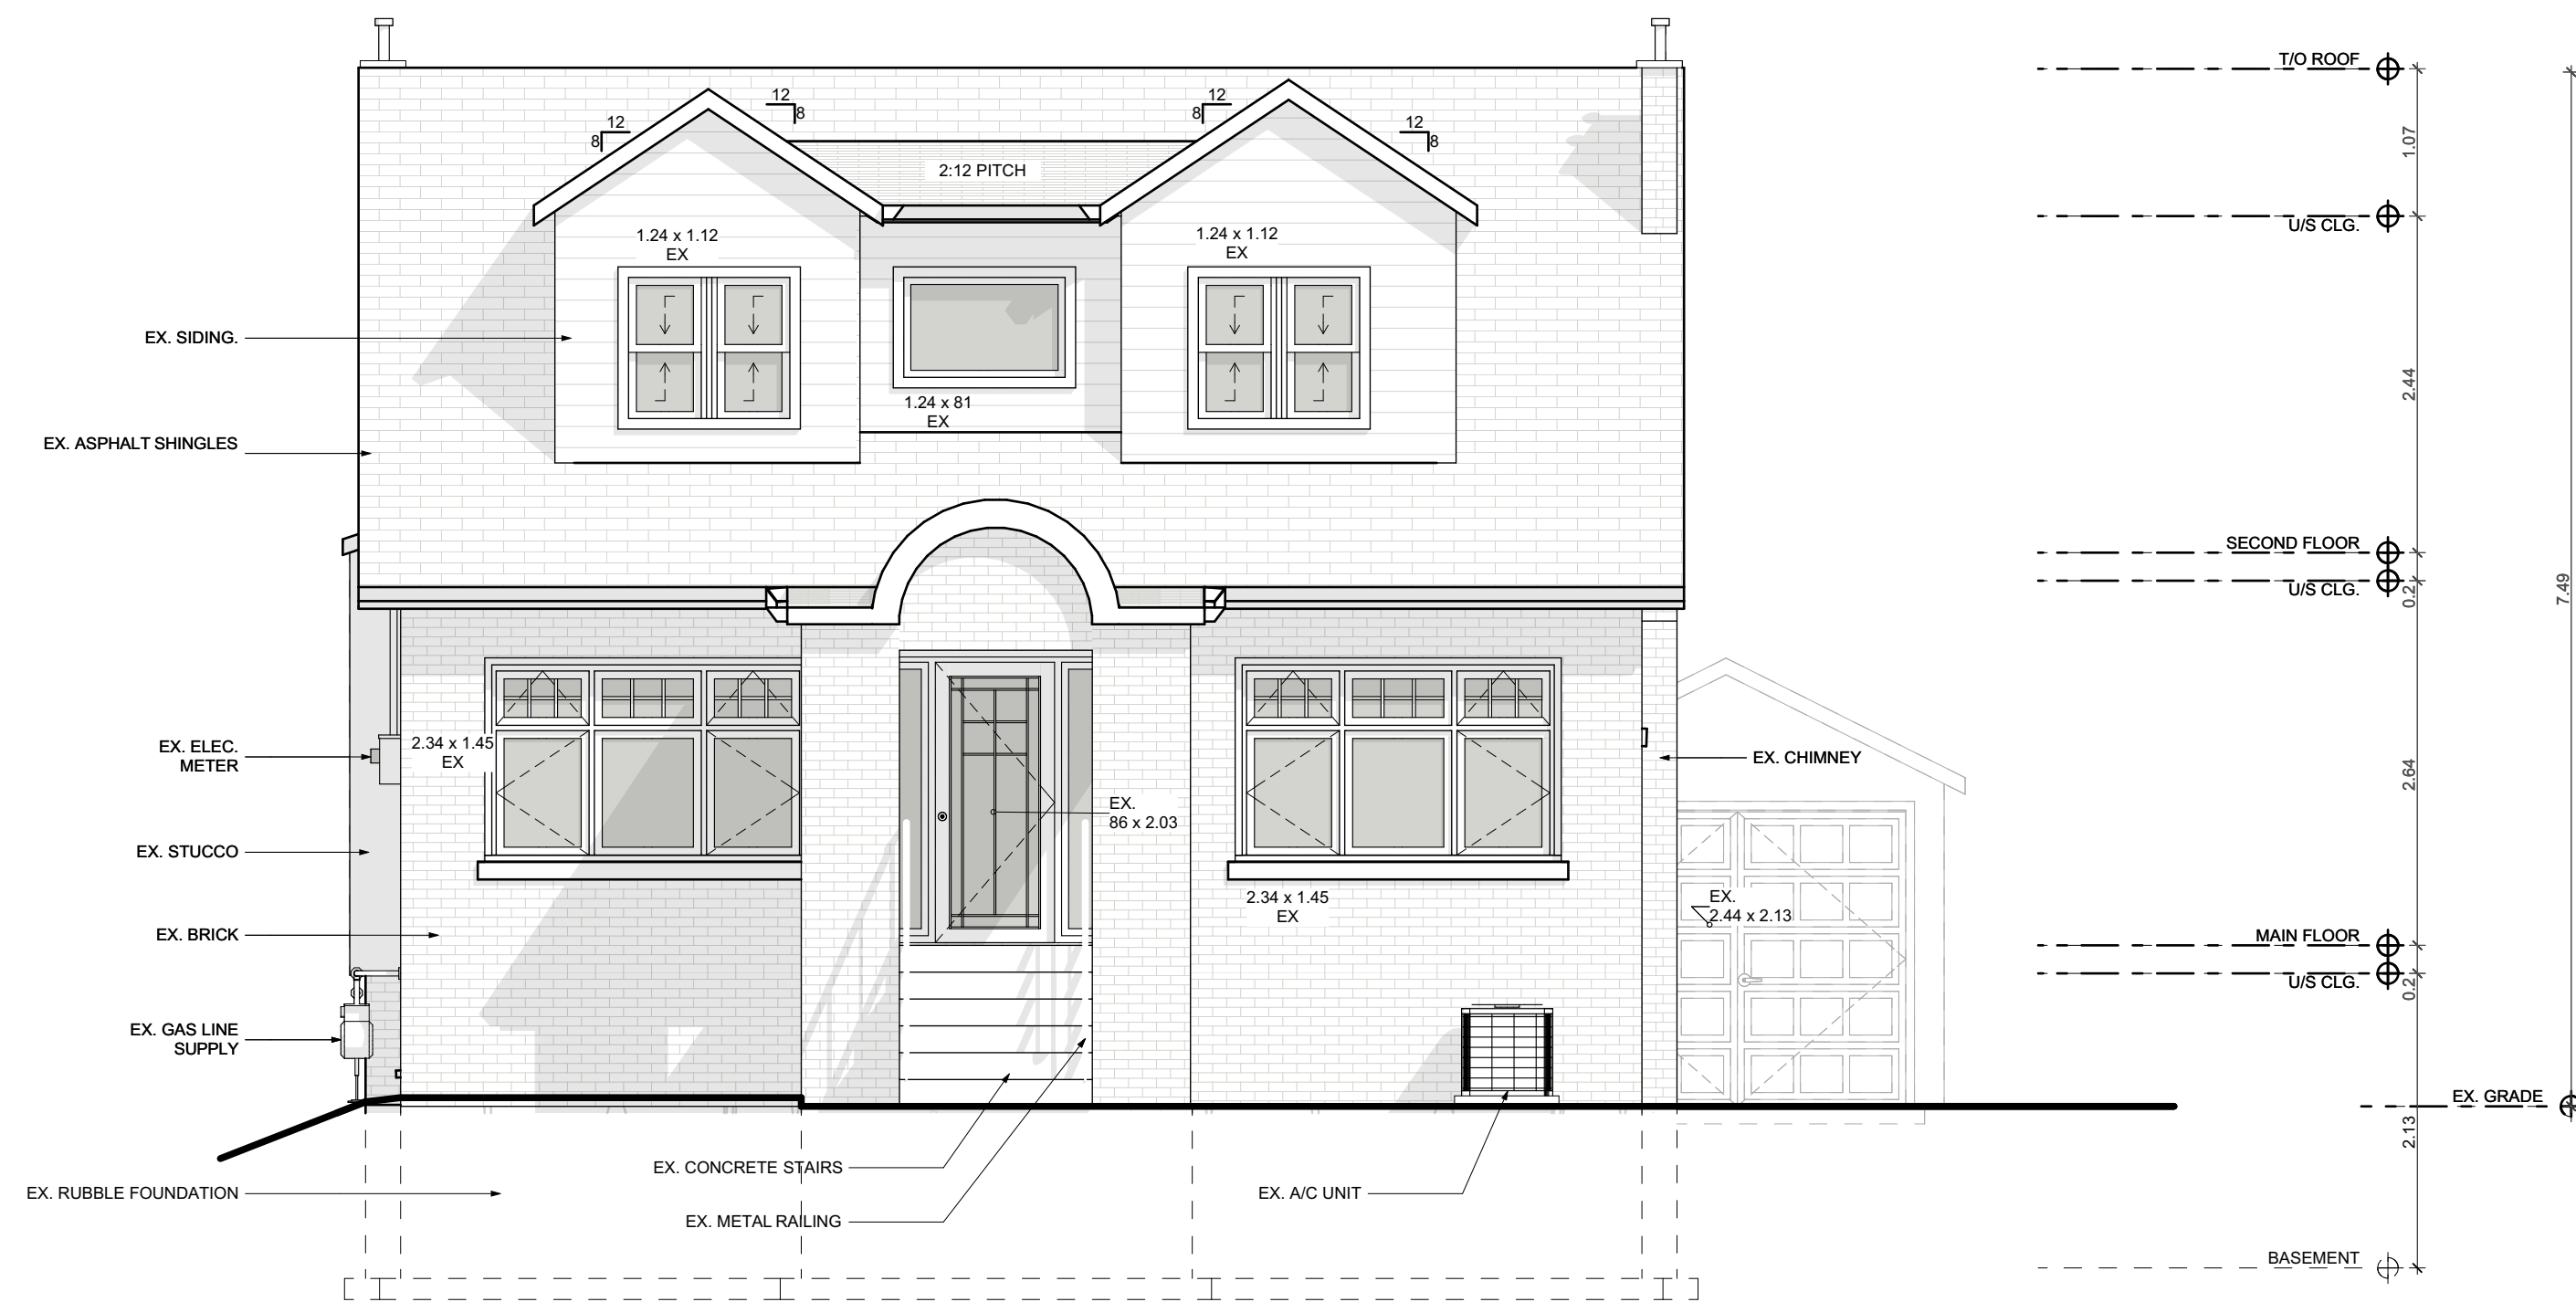 T/O ROOF
12
8
12
8
12
8
12
8
1.07
2:12 PITCH
U/S CLG.
1.24 x 1.12
EX
1.24 x 1.12
EX
EX. SIDING.
2.44
1.24 x 81
EX
EX. ASPHALT SHINGLES
SECOND FLOOR
U/S CLG.
0.2
7.49
EX. ELEC.
METER
2.34 x 1.45
EX
EX. CHIMNEY
2.64
EX.
86 x 2.03
EX. STUCCO
2.34 x 1.45
EX
EX.
2.44 x 2.13
EX. BRICK
MAIN FLOOR
U/S CLG.
0.2
EX. GAS LINE
SUPPLY
EX. GRADE
2.13
EX. CONCRETE STAIRS
EX. RUBBLE FOUNDATION
EX. A/C UNIT
EX. METAL RAILING
BASEMENT